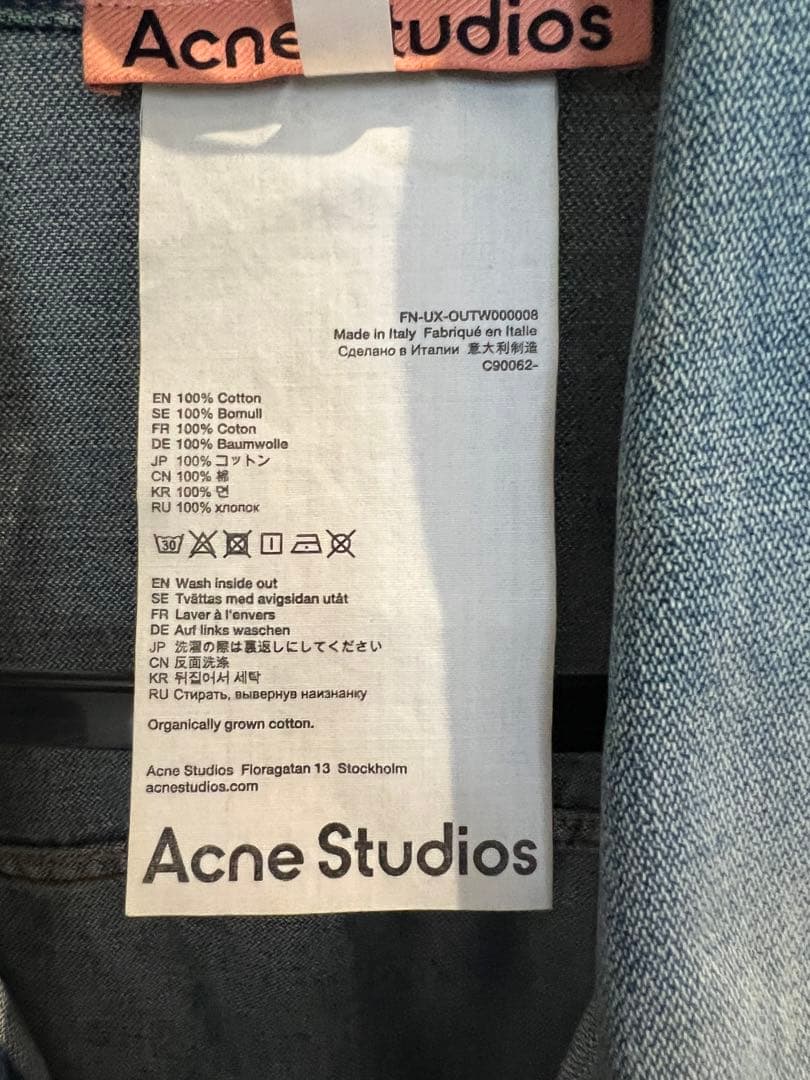 Acne Studios
FN-UX-OUTW000008
Made in Italy Fabriqué en Italie
Сделано в Италии 意大利制造
C90062-
EN 100% Cotton
SE 100% Bomull
FR 100% Coton
DE 100% Baumwolle
JP 100% コットン
CN 100% 棉
KR 100% 면
RU 100% хлопок
30
EN Wash inside out
SE Tvättas med avigsidan utåt
FR Laver à l'envers
DE Auf links waschen
JP 洗濯の際は裏返しにしてください
CN 反面洗涤
KR 뒤집어서 세탁
RU Стирать, вывернув наизнанку
Organically grown cotton.
Acne Studios Floragatan 13 Stockholm
acnestudios.com
Acne Studios